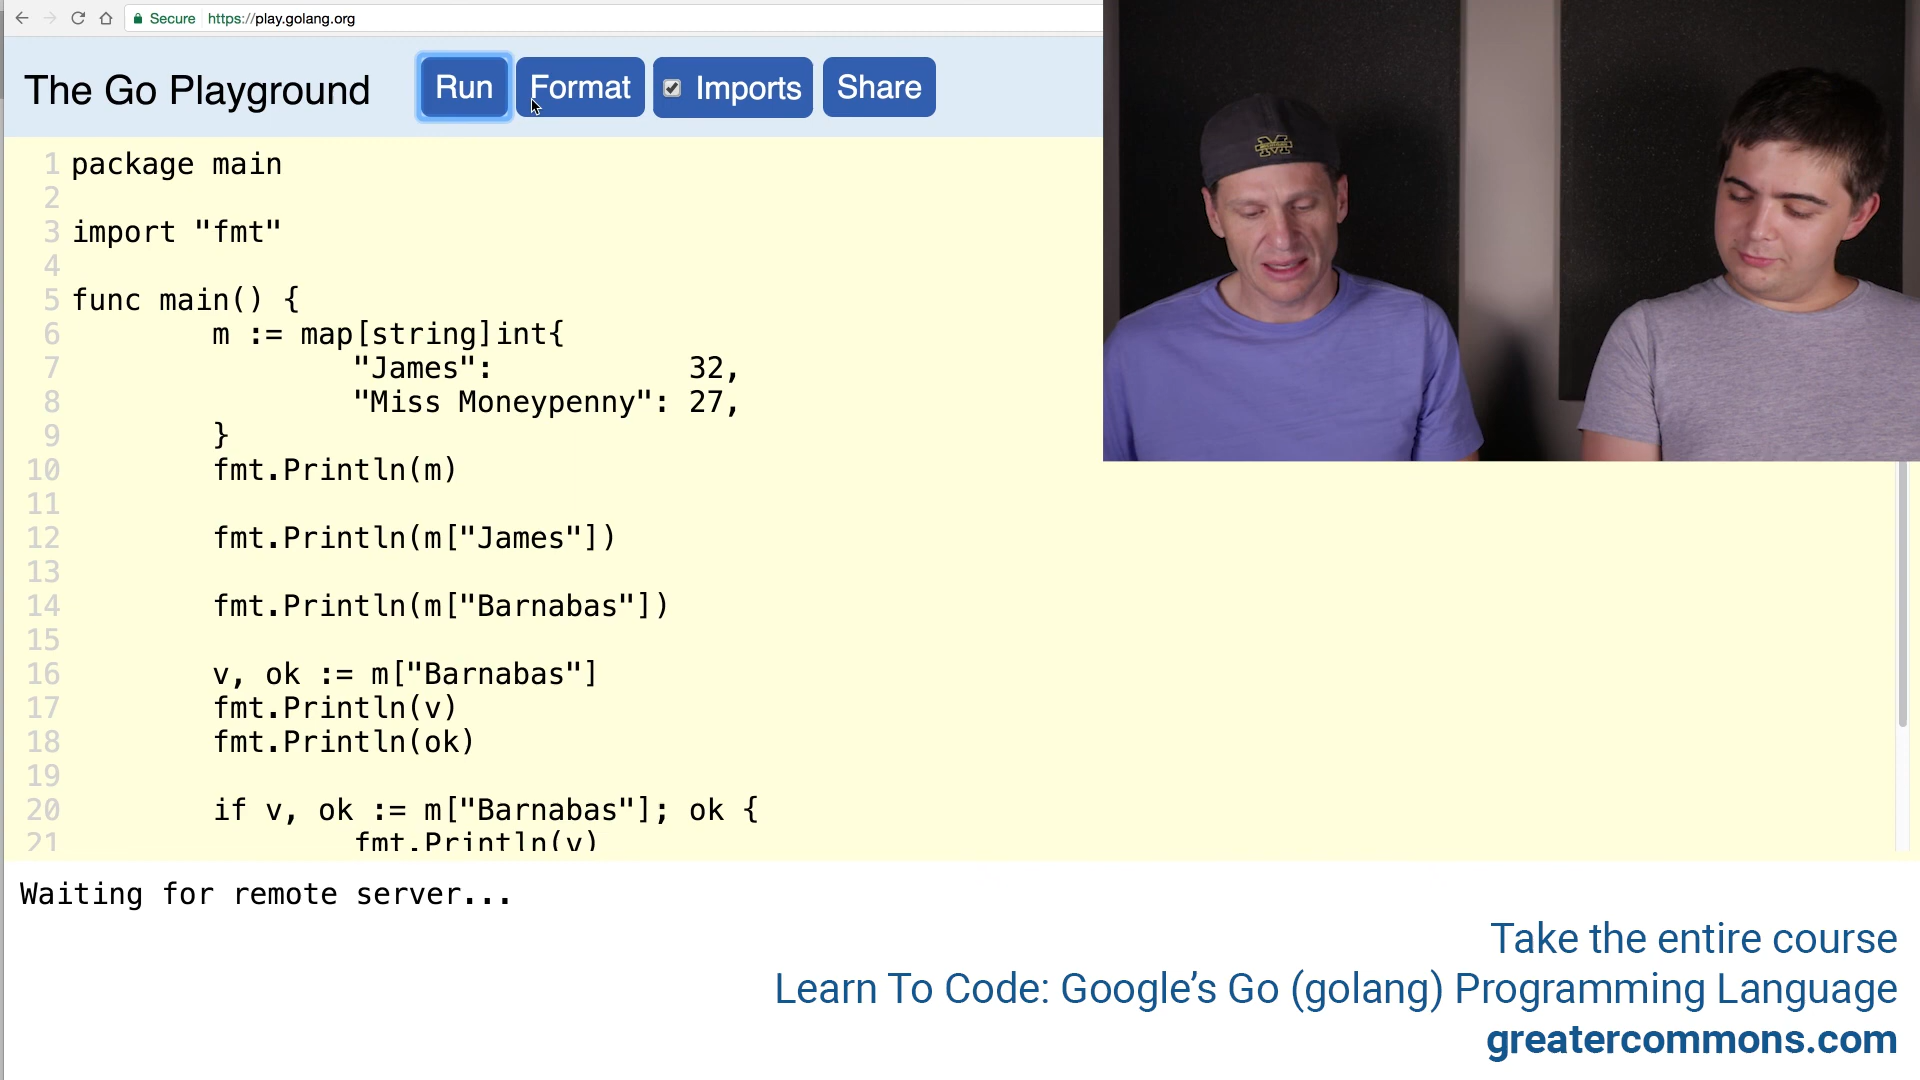 Secure https://play.golang.org
The Go Playground Run Format Imports Share
1 package main
2
3 import "fmt"
4
5 func main() {
6 m := map[string]int{
7 "James": 32,
8 "Miss Moneypenny": 27,
9 }
10 fmt.Println(m)
11
12 fmt.Println(m["James"])
13
14 fmt.Println(m["Barnabas"])
15
16 v, ok := m["Barnabas"]
17 fmt.Println(v)
18 fmt.Println(ok)
19
20 if v, ok := m["Barnabas"]; ok {
21 fmt.Println(v)
Waiting for remote server...
Take the entire course
Learn To Code: Google’s Go (golang) Programming Language
greatercommons.com
M